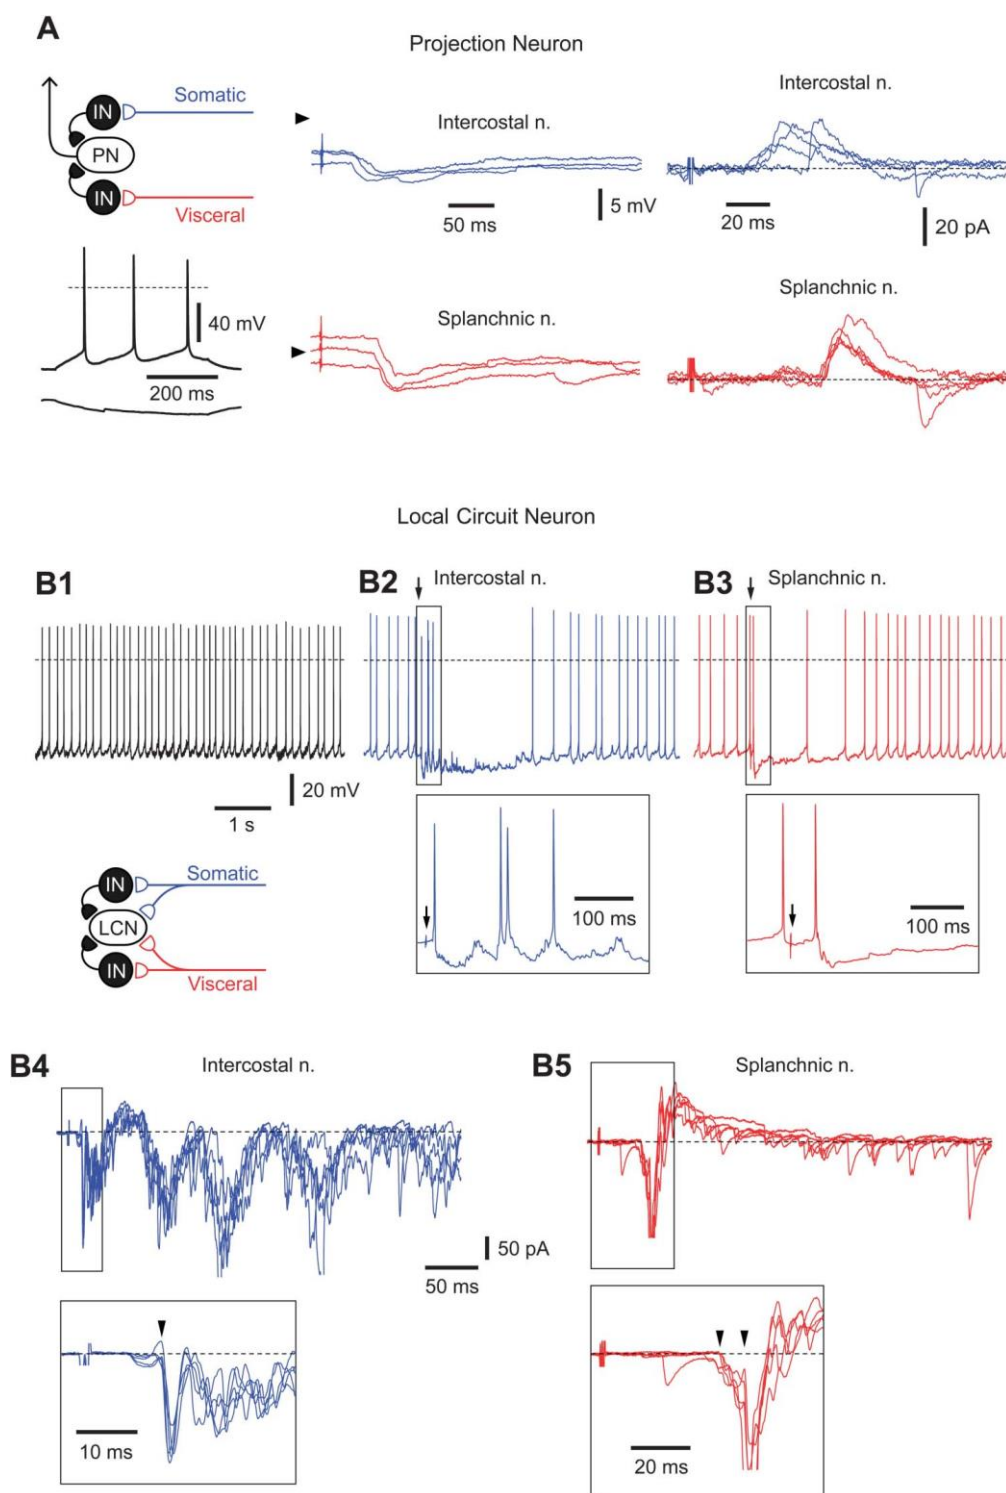 A
Projection Neuron
IN
Somatic
PN
IN
Visceral
40 mV
200 ms
Intercostal n.
50 ms
5 mV
Intercostal n.
20 ms
20 pA
Splanchnic n.
Splanchnic n.
Local Circuit Neuron
B1
20 mV
1 s
B2
Intercostal n.
100 ms
B3
Splanchnic n.
100 ms
IN
Somatic
LCN
IN
Visceral
B4
Intercostal n.
50 pA
50 ms
10 ms
B5
Splanchnic n.
20 ms